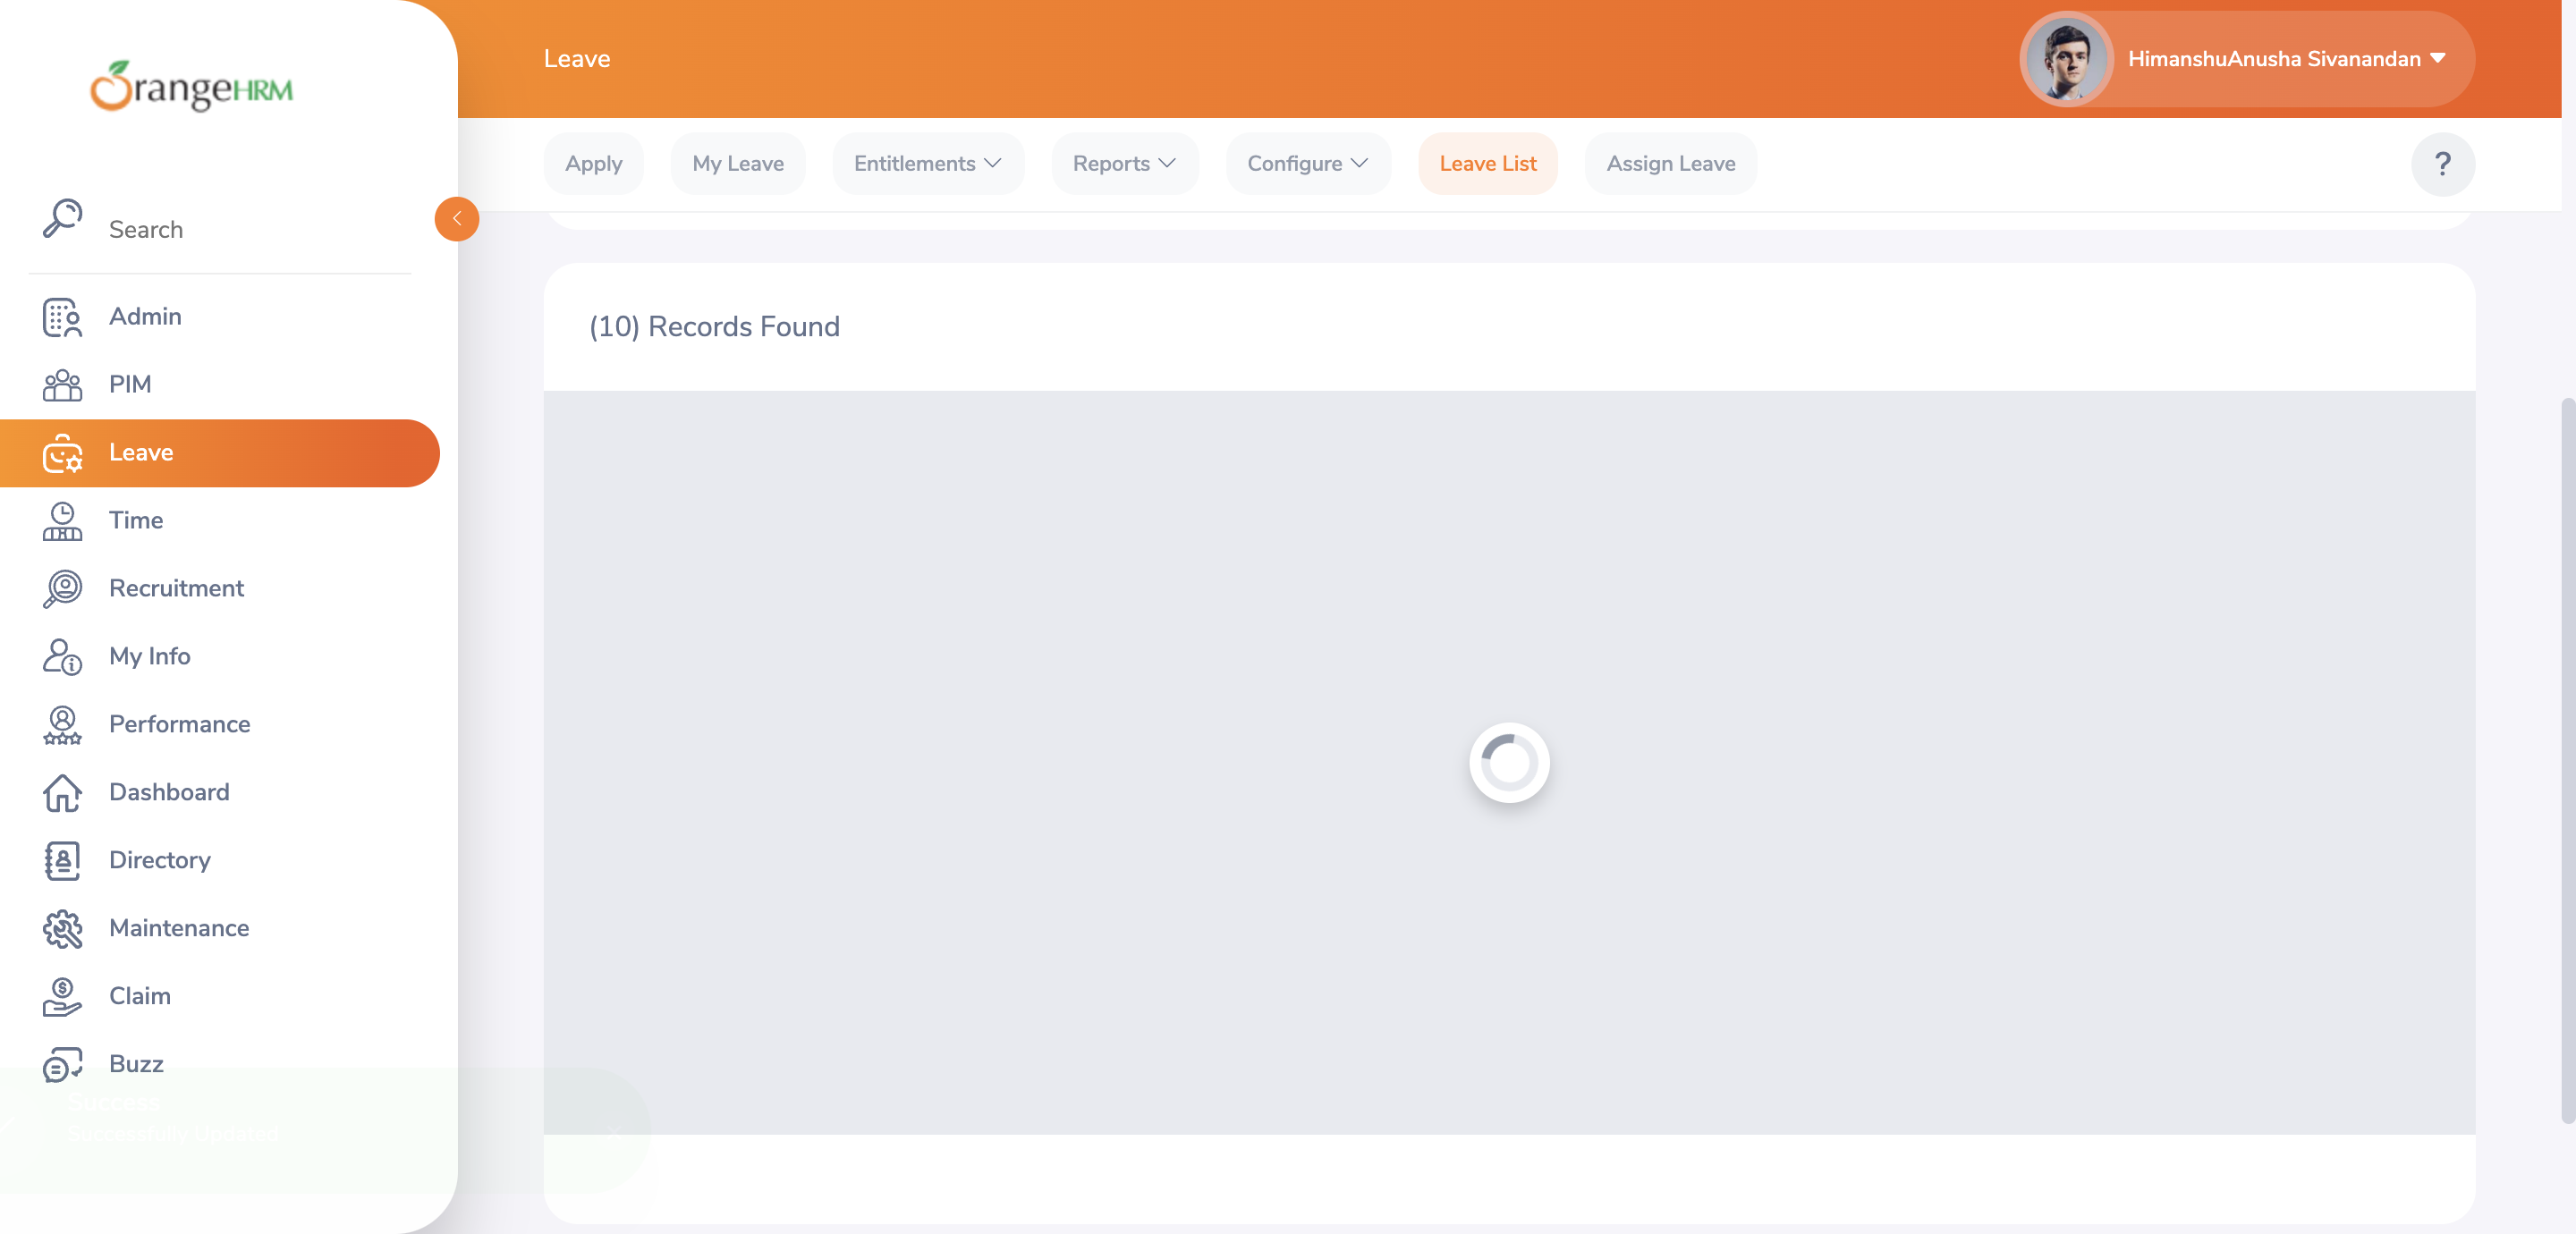 OrangeHRM
Leave
HimanshuAnusha Sivanandan
Apply
My Leave
Entitlements
Reports
Configure
Leave List
Assign Leave
?
Search
Admin
PIM
Leave
Time
Recruitment
My Info
Performance
Dashboard
Directory
Maintenance
Claim
Buzz
(10) Records Found
Success
Successfully Updated